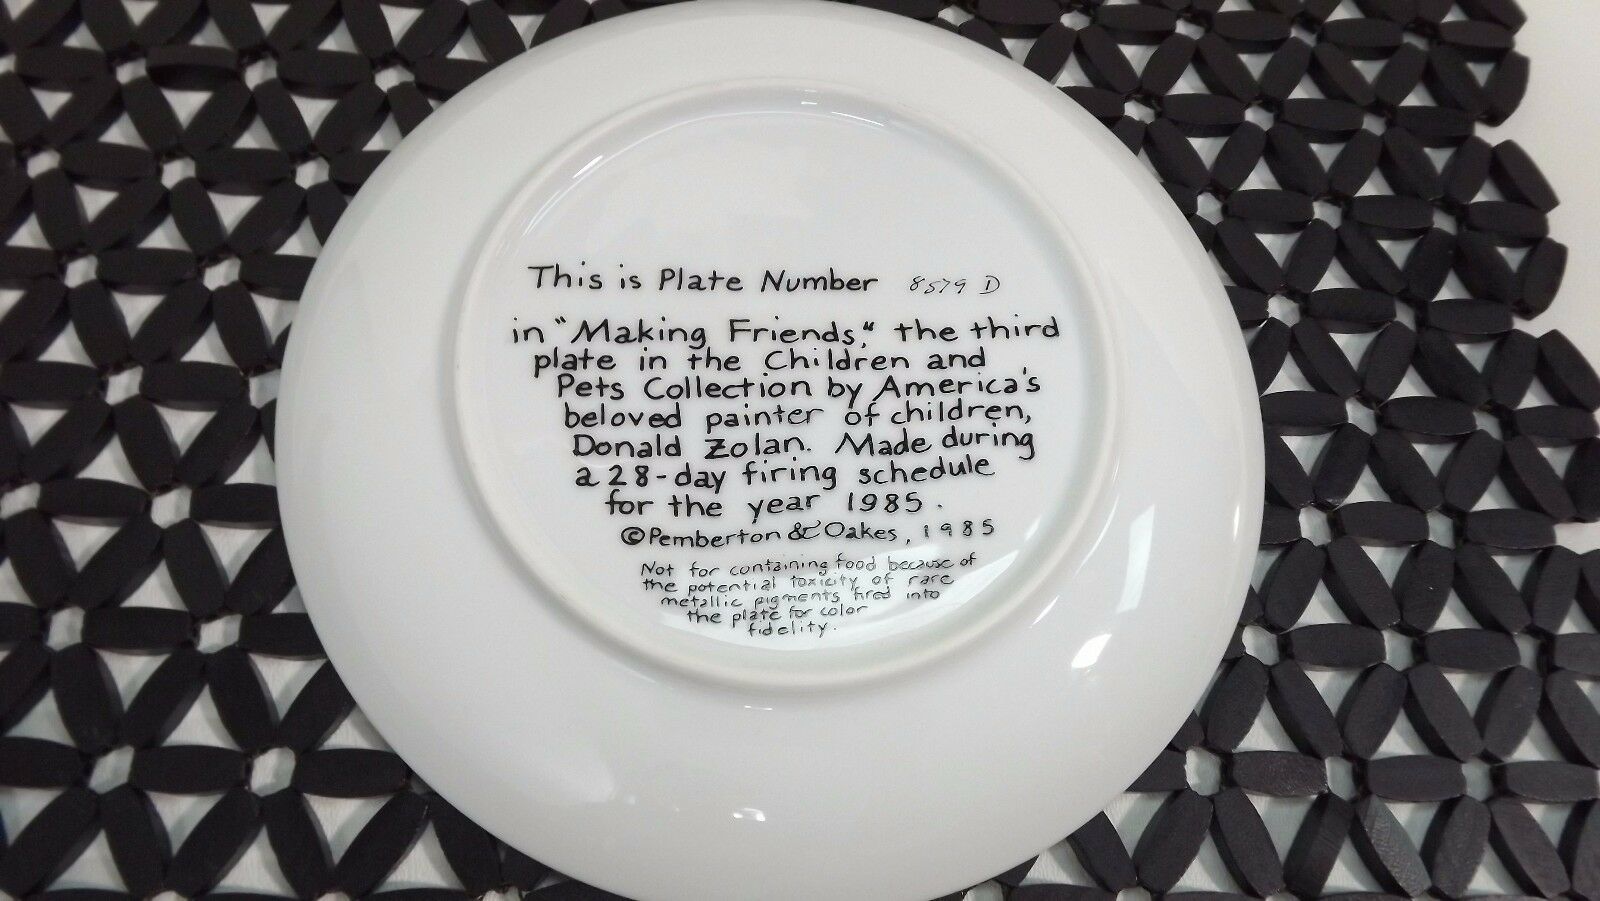 This is Plate Number 8579 D
in "Making Friends," the third
plate in the Children and
Pets Collection by America's
beloved painter of children,
Donald Zolan. Made during
a 28-day firing schedule
for the year 1985.
©Pemberton & Oakes, 1985
Not for containing food because of
the potential toxicity of rare
metallic pigments fired into
the plate for color
fidelity.